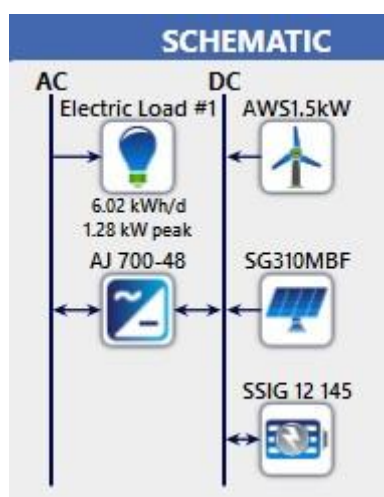 SCHEMATIC
AC DC
Electric Load #1 AWS1.5kW
6.02 kWh/d
1.28 kW peak
AJ 700-48 SG310MBF
SSIG 12 145